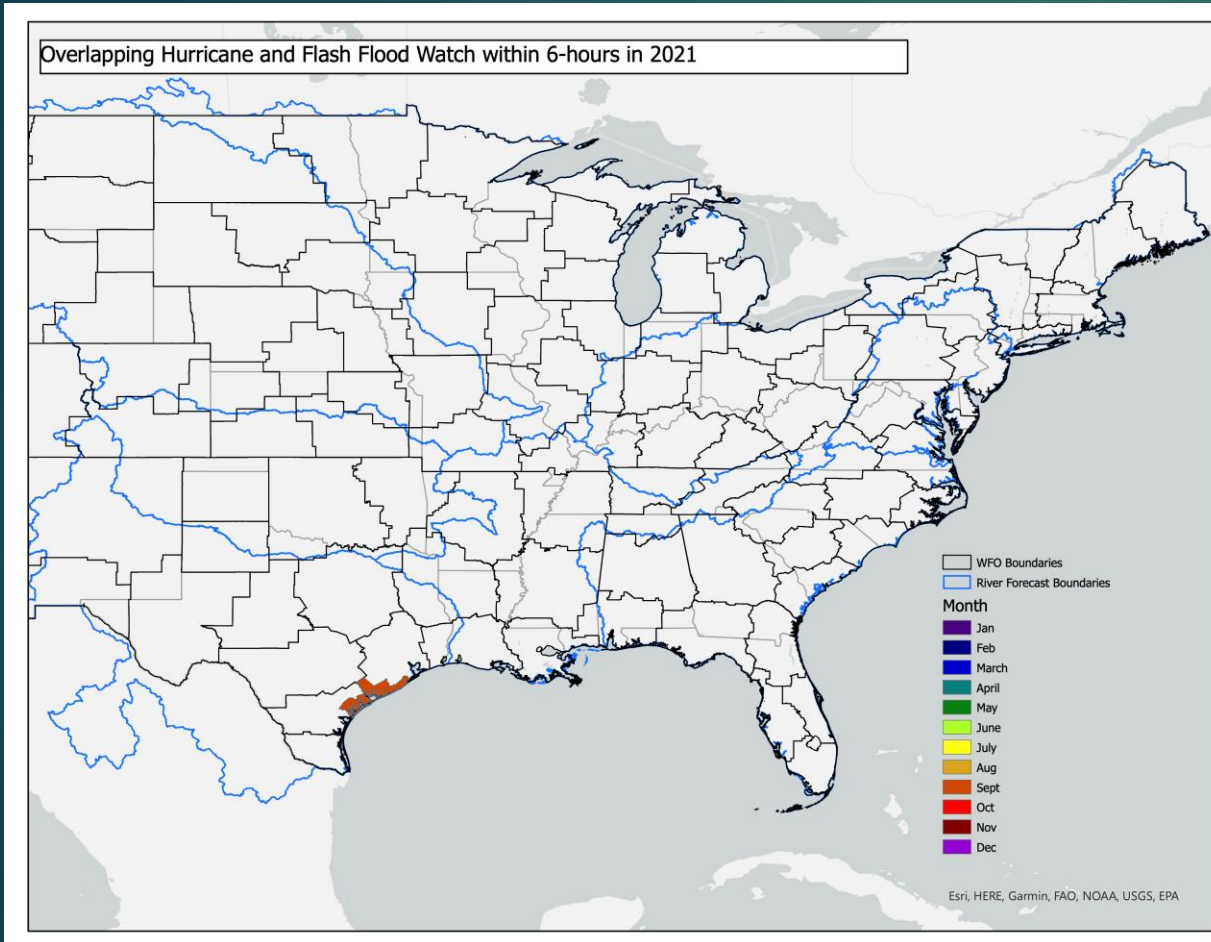 Overlapping Hurricane and Flash Flood Watch within 6-hours in 2021
WFO Boundaries
River Forecast Boundaries
Month
Jan
Feb
March
April
May
June
July
Aug
Sept
Oct
Nov
Dec
Esri, HERE, Garmin, FAO, NOAA, USGS, EPA